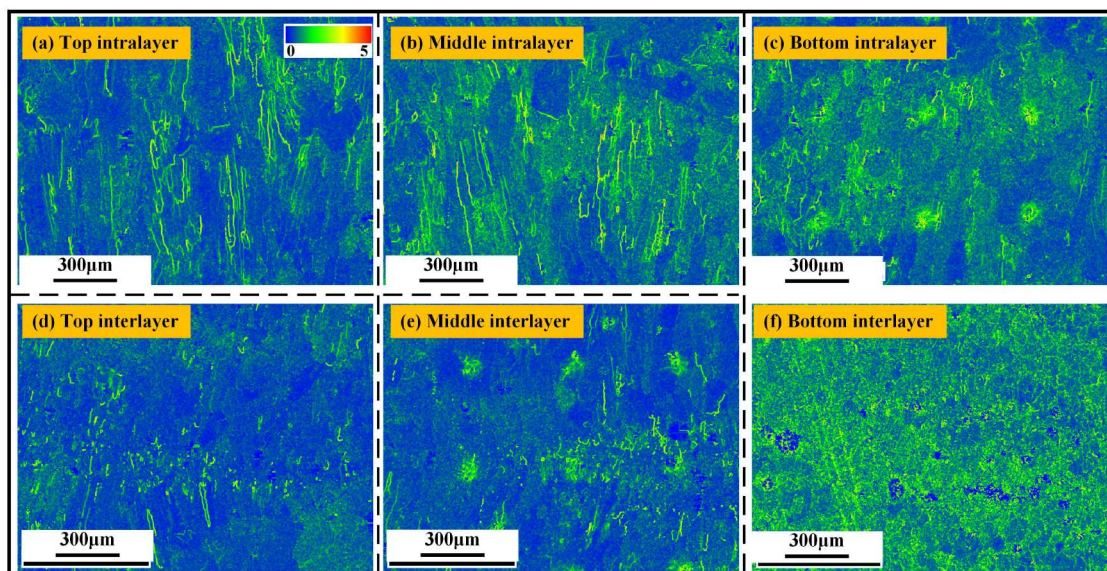 (a) Top intralayer
0 5
300μm
(b) Middle intralayer
300μm
(c) Bottom intralayer
300μm
(d) Top interlayer
300μm
(e) Middle interlayer
300μm
(f) Bottom interlayer
300μm